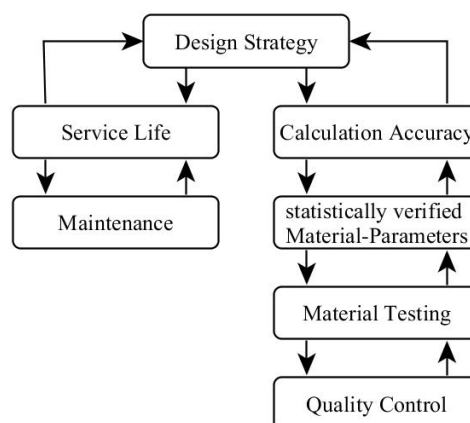 Design Strategy
Service Life
Calculation Accuracy
Maintenance
statistically verified
Material-Parameters
Material Testing
Quality Control